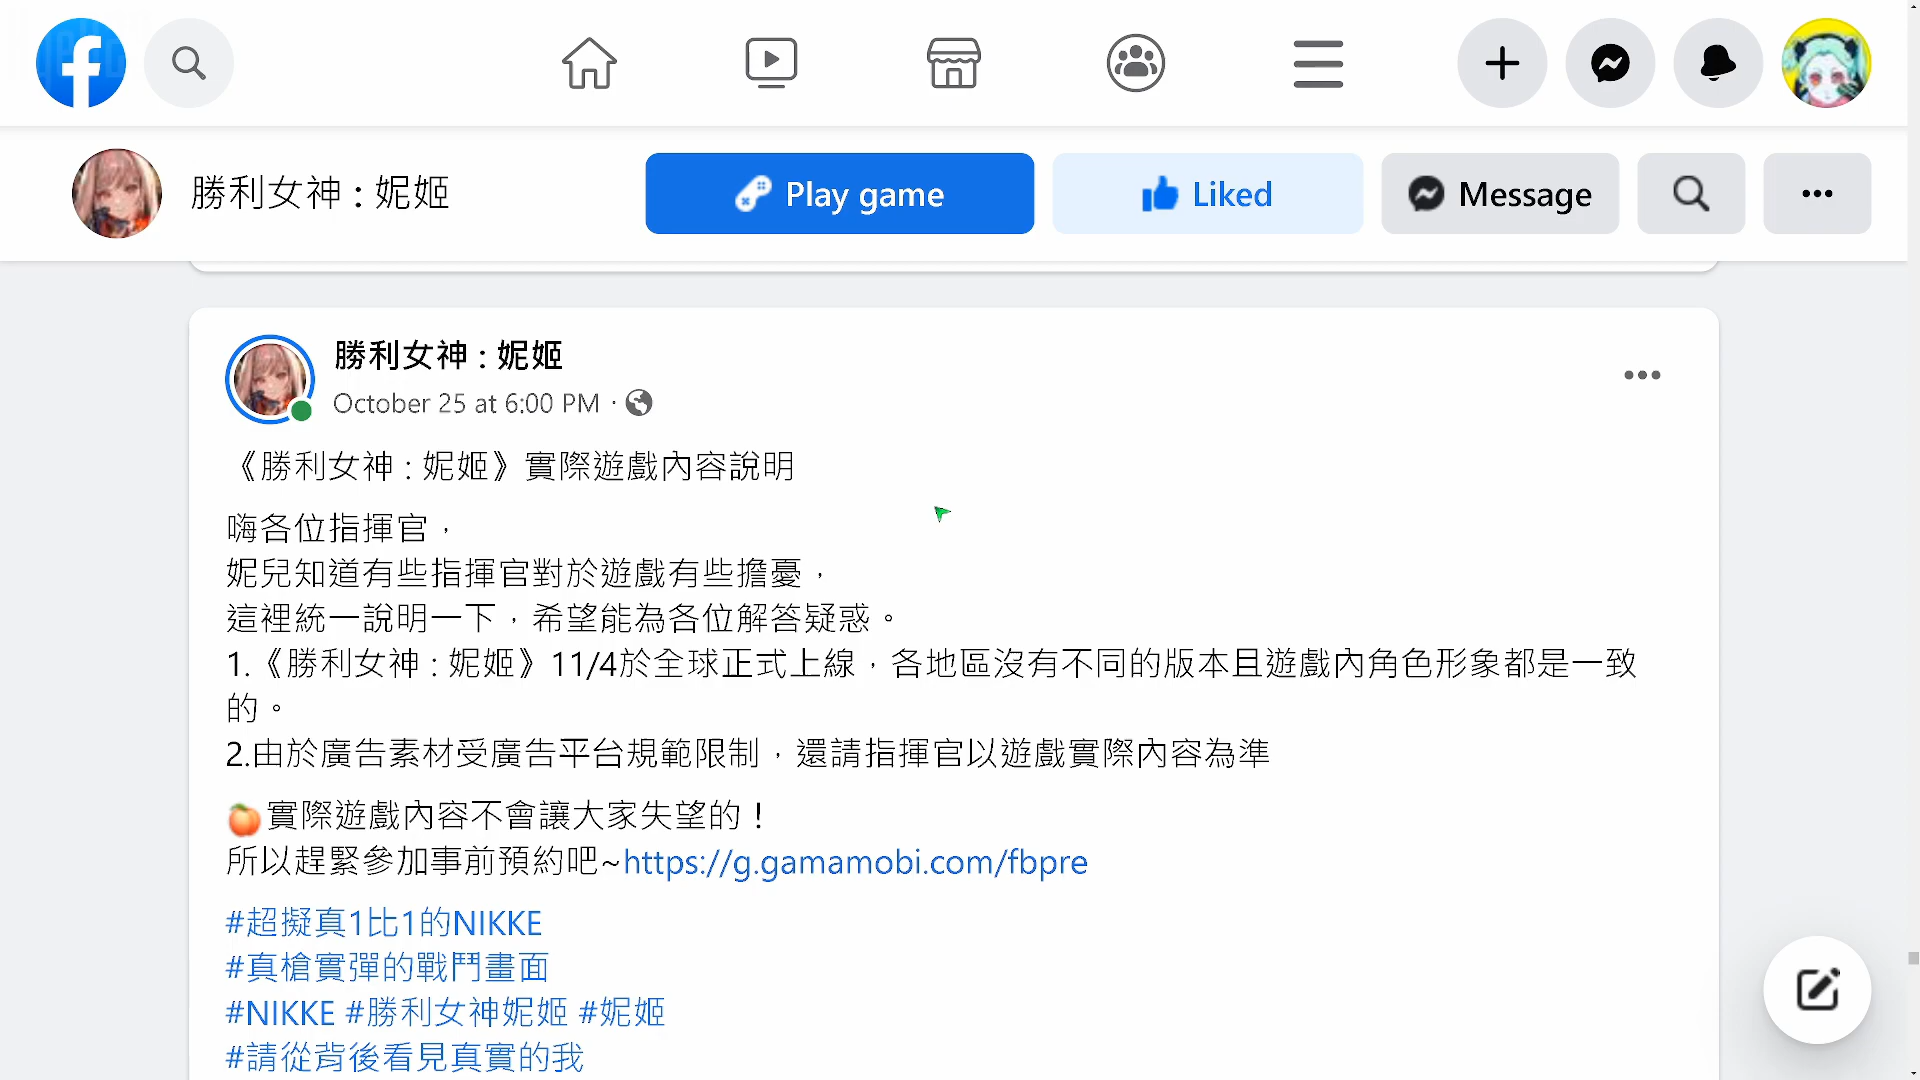 勝利女神：妮姬
Play game
Liked
Message
勝利女神：妮姬
October 25 at 6:00 PM ·
《勝利女神：妮姬》實際遊戲內容說明
嗨各位指揮官，
妮兒知道有些指揮官對於遊戲有些擔憂，
這裡統一說明一下，希望能為各位解答疑惑。
1.《勝利女神：妮姬》11/4於全球正式上線，各地區沒有不同的版本且遊戲內角色形象都是一致
的。
2.由於廣告素材受廣告平台規範限制，還請指揮官以遊戲實際內容為準
🍑實際遊戲內容不會讓大家失望的！
所以趕緊參加事前預約吧~https://g.gamamobi.com/fbpre
#超擬真1比1的NIKKE
#真槍實彈的戰鬥畫面
#NIKKE #勝利女神妮姬 #妮姬
#請從背後看見真實的我